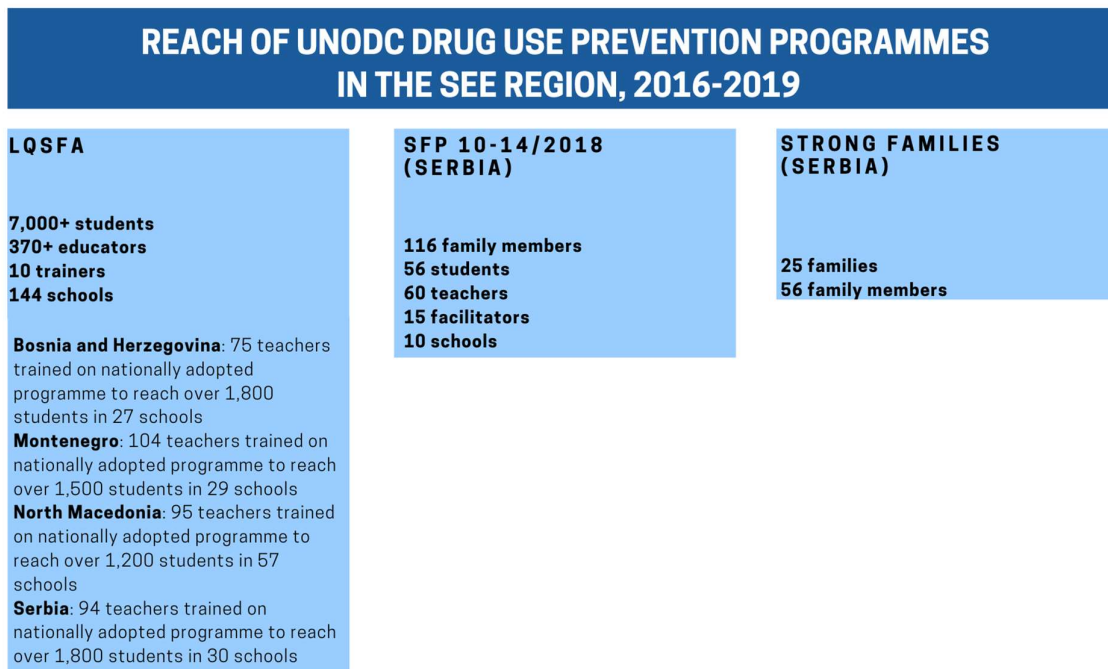 REACH OF UNODC DRUG USE PREVENTION PROGRAMMES
IN THE SEE REGION, 2016-2019
LQSFA
7,000+ students
370+ educators
10 trainers
144 schools
Bosnia and Herzegovina: 75 teachers
trained on nationally adopted
programme to reach over 1,800
students in 27 schools
Montenegro: 104 teachers trained on
nationally adopted programme to reach
over 1,500 students in 29 schools
North Macedonia: 95 teachers trained
on nationally adopted programme to
reach over 1,200 students in 57
schools
Serbia: 94 teachers trained on
nationally adopted programme to reach
over 1,800 students in 30 schools
SFP 10-14/2018
(SERBIA)
116 family members
56 students
60 teachers
15 facilitators
10 schools
STRONG FAMILIES
(SERBIA)
25 families
56 family members